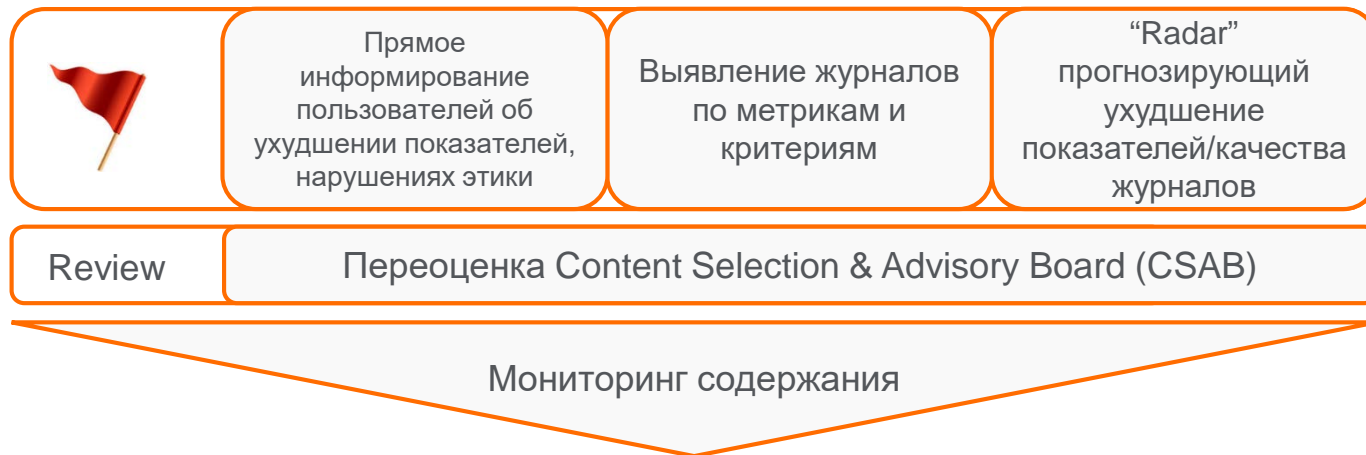 Прямое
информирование
пользователей об
ухудшении показателей,
нарушениях этики
Выявление журналов
по метрикам и
критериям
“Radar”
прогнозирующий
ухудшение
показателей/качества
журналов
Review
Переоценка Content Selection & Advisory Board (CSAB)
Мониторинг содержания